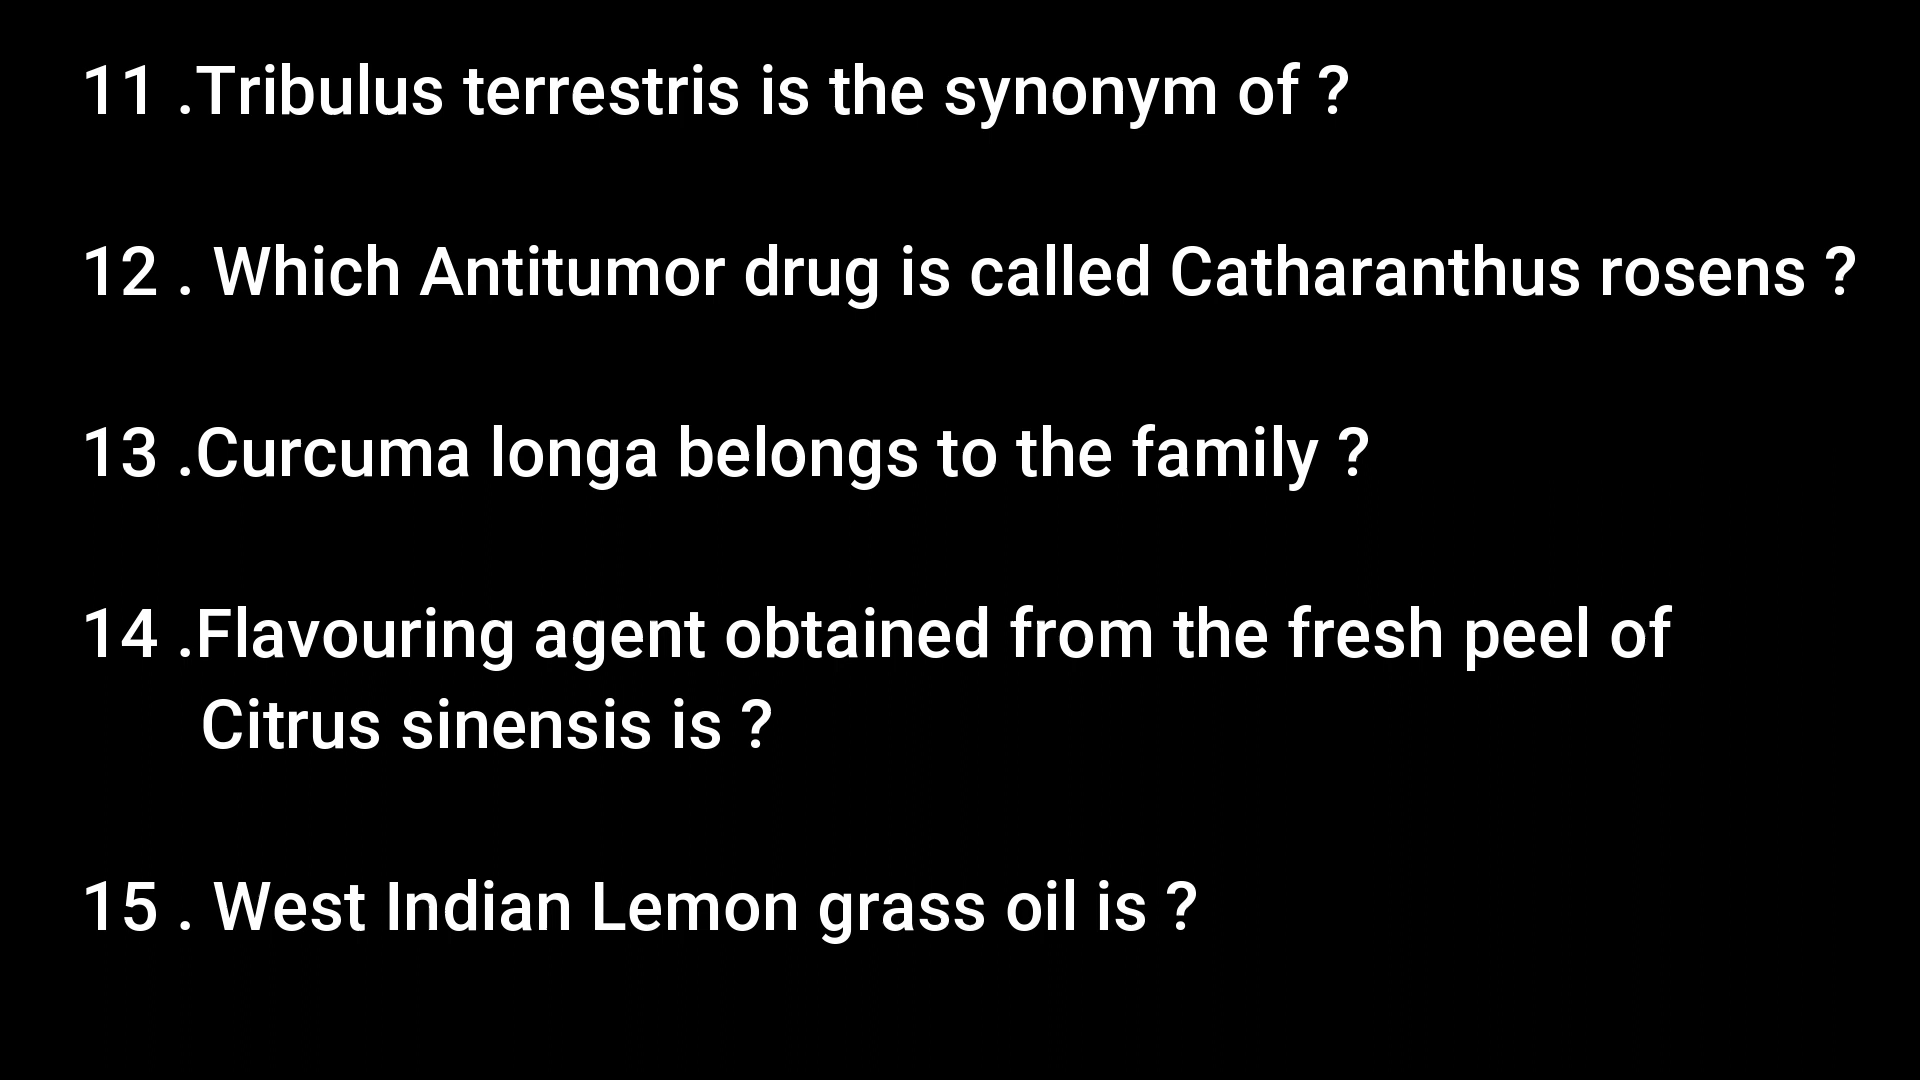 11 .Tribulus terrestris is the synonym of ?
12 . Which Antitumor drug is called Catharanthus rosens ?
13 .Curcuma longa belongs to the family ?
14 .Flavouring agent obtained from the fresh peel of
Citrus sinensis is ?
15 . West Indian Lemon grass oil is ?